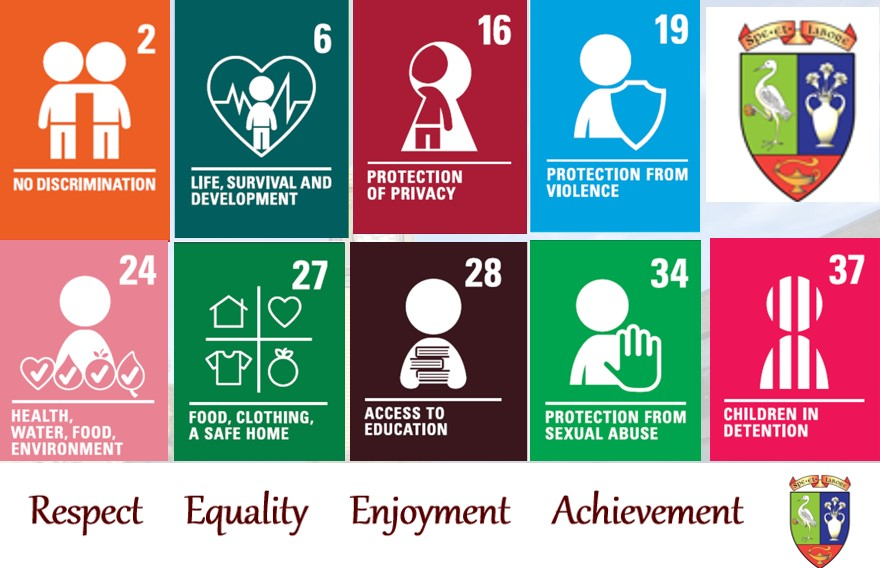 2
NO DISCRIMINATION
6
LIFE, SURVIVAL AND
DEVELOPMENT
16
PROTECTION
OF PRIVACY
19
PROTECTION FROM
VIOLENCE
Spe·et·labore
24
HEALTH,
WATER, FOOD,
ENVIRONMENT
27
FOOD, CLOTHING,
A SAFE HOME
28
ACCESS TO
EDUCATION
34
PROTECTION FROM
SEXUAL ABUSE
37
CHILDREN IN
DETENTION
Respect Equality Enjoyment Achievement
Spe·et·labore